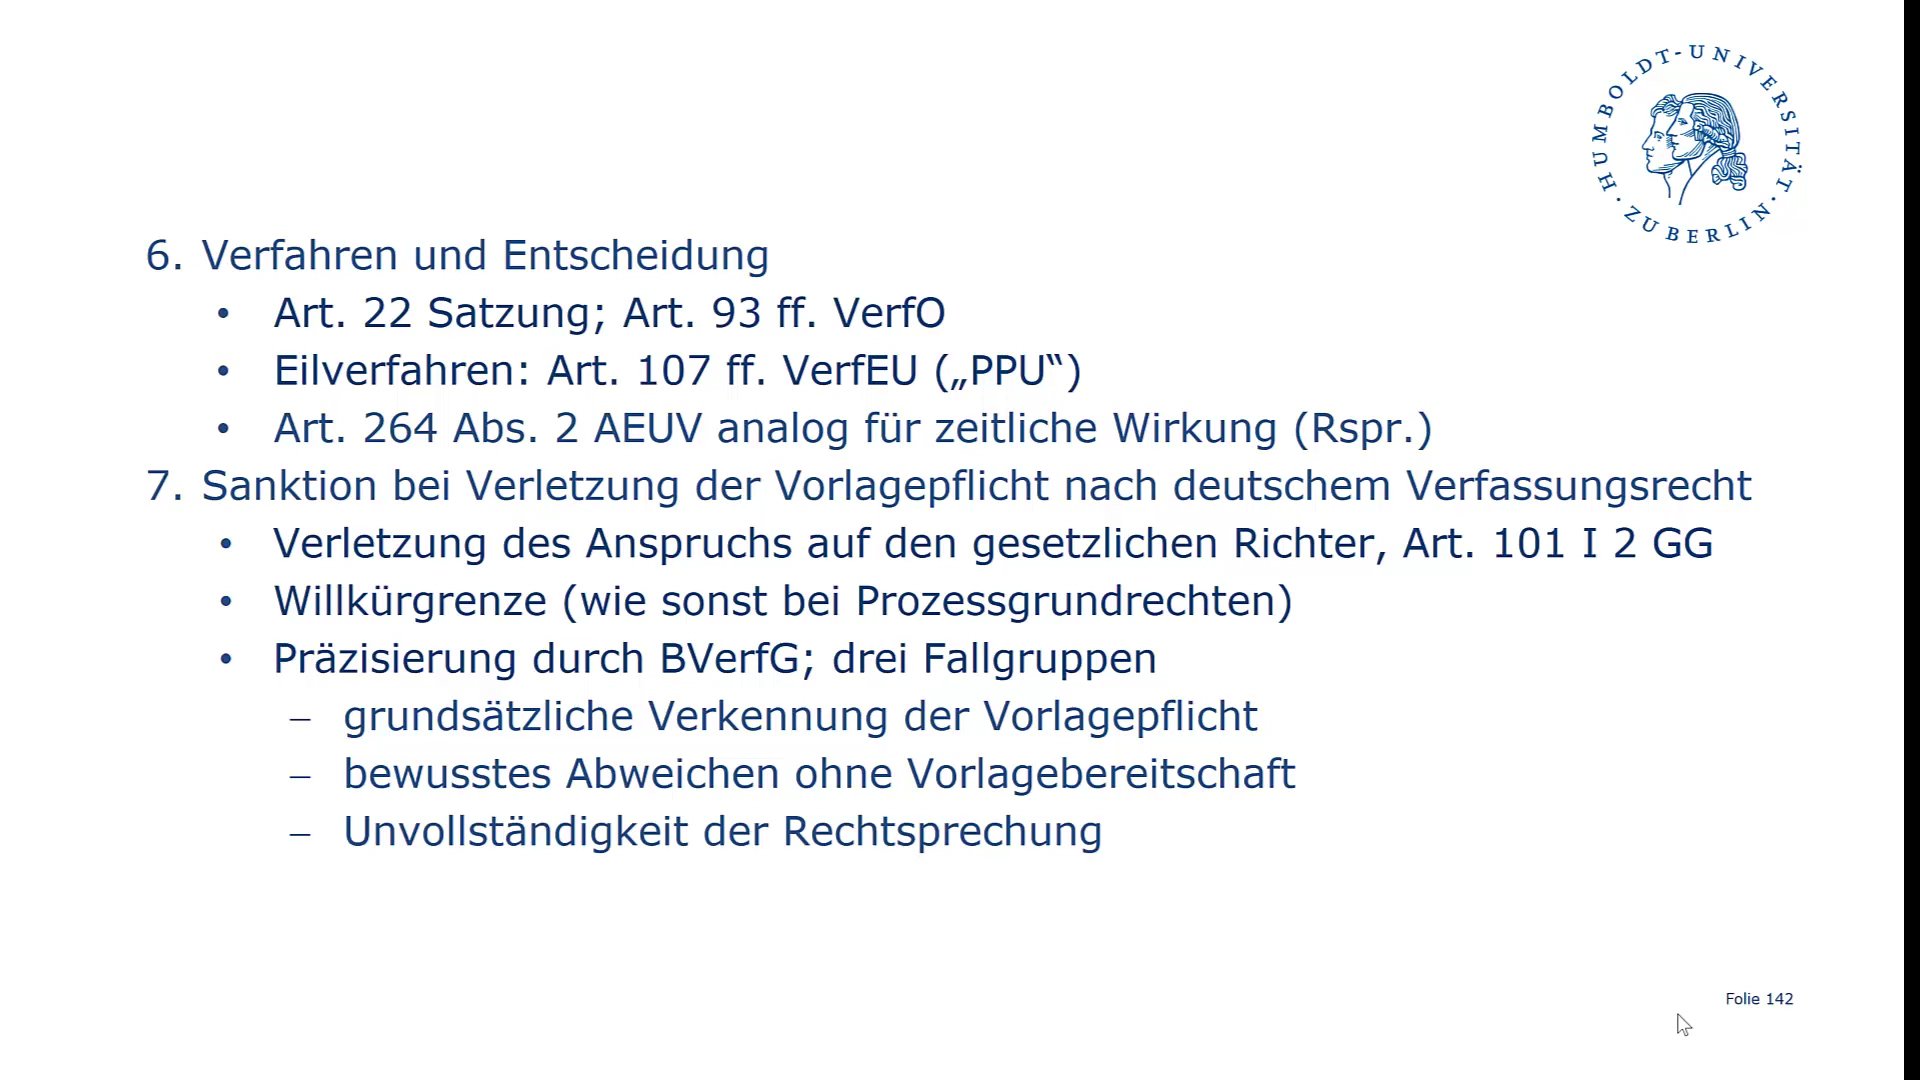 HUMBOLDT-UNIVERSITÄT · ZU BERLIN ·
6. Verfahren und Entscheidung
• Art. 22 Satzung; Art. 93 ff. VerfO
• Eilverfahren: Art. 107 ff. VerfEU („PPU“)
• Art. 264 Abs. 2 AEUV analog für zeitliche Wirkung (Rspr.)
7. Sanktion bei Verletzung der Vorlagepflicht nach deutschem Verfassungsrecht
• Verletzung des Anspruchs auf den gesetzlichen Richter, Art. 101 I 2 GG
• Willkürgrenze (wie sonst bei Prozessgrundrechten)
• Präzisierung durch BVerfG; drei Fallgruppen
– grundsätzliche Verkennung der Vorlagepflicht
– bewusstes Abweichen ohne Vorlagebereitschaft
– Unvollständigkeit der Rechtsprechung
Folie 142